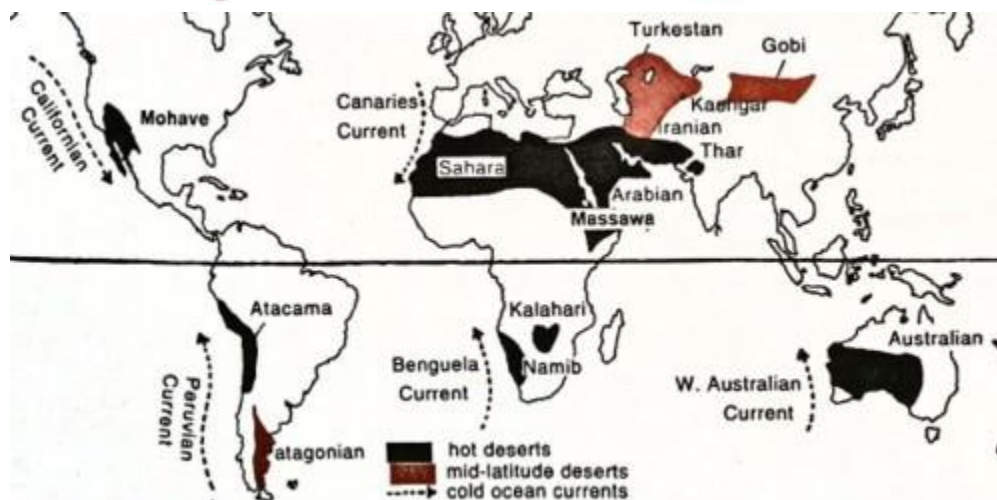 Turkestan
Gobi
Canaries
Current
Californian
Current
Mohave
Kashgar
Iranian
Thar
Sahara
Arabian
Massawa
Atacama
Kalahari
Australian
Peruvian
Current
Benguela
Current
Namib
W. Australian
Current
atagonian
hot deserts
mid-latitude deserts
cold ocean currents